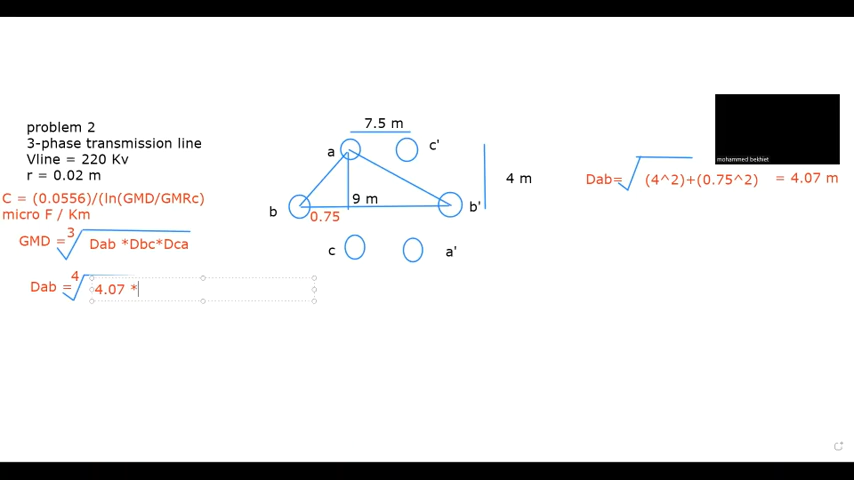 problem 2
3-phase transmission line
Vline = 220 Kv
r = 0.02 m
C = (0.0556)/(ln(GMD/GMRc)
micro F / Km
GMD = 3√ Dab *Dbc*Dca
Dab = 4√ 4.07 *
7.5 m
a
c'
9 m
4 m
b
0.75
b'
c
a'
mohammed bekhiet
Dab= √ (4^2)+(0.75^2) = 4.07 m